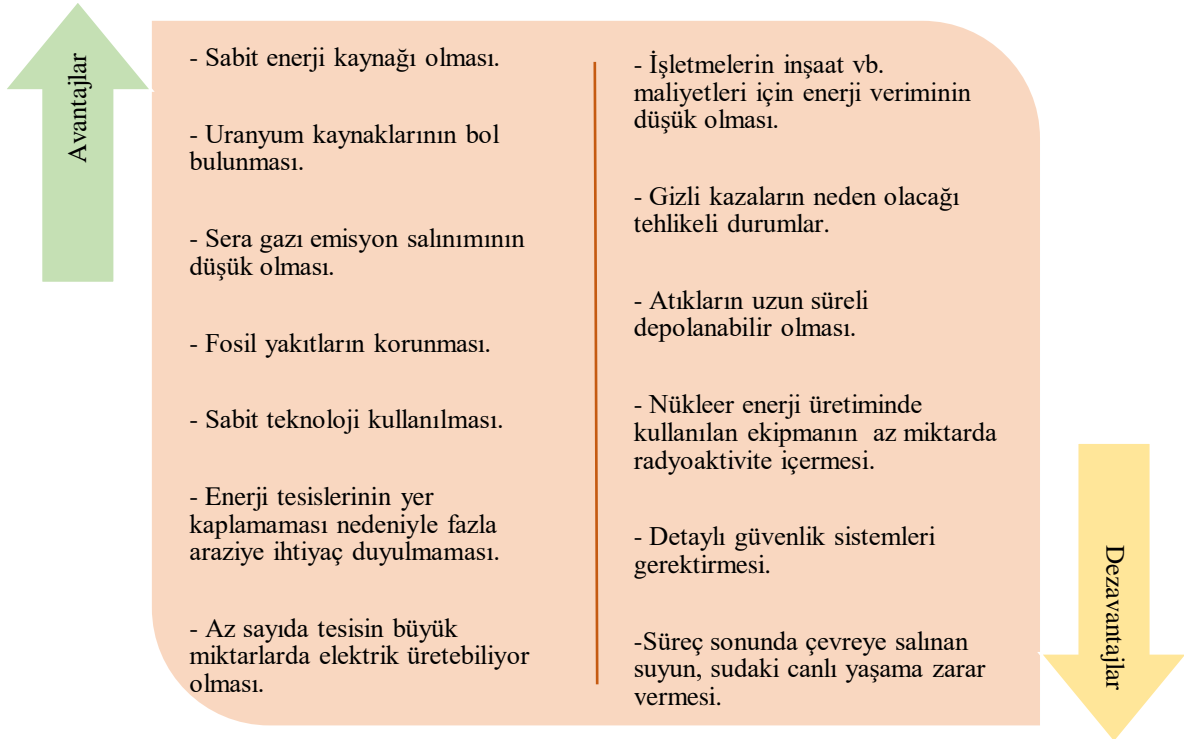 Avantajlar
- Sabit enerji kaynağı olması.
- Uranyum kaynaklarının bol
bulunması.
- Sera gazı emisyon salınımının
düşük olması.
- Fosil yakıtların korunması.
- Sabit teknoloji kullanılması.
- Enerji tesislerinin yer
kaplamaması nedeniyle fazla
araziye ihtiyaç duyulmaması.
- Az sayıda tesisin büyük
miktarlarda elektrik üretebiliyor
olması.
- İşletmelerin inşaat vb.
maliyetleri için enerji veriminin
düşük olması.
- Gizli kazaların neden olacağı
tehlikeli durumlar.
- Atıkların uzun süreli
depolanabilir olması.
- Nükleer enerji üretiminde
kullanılan ekipmanın az miktarda
radyoaktivite içermesi.
- Detaylı güvenlik sistemleri
gerektirmesi.
-Süreç sonunda çevreye salınan
suyun, sudaki canlı yaşama zarar
vermesi.
Dezavantajlar